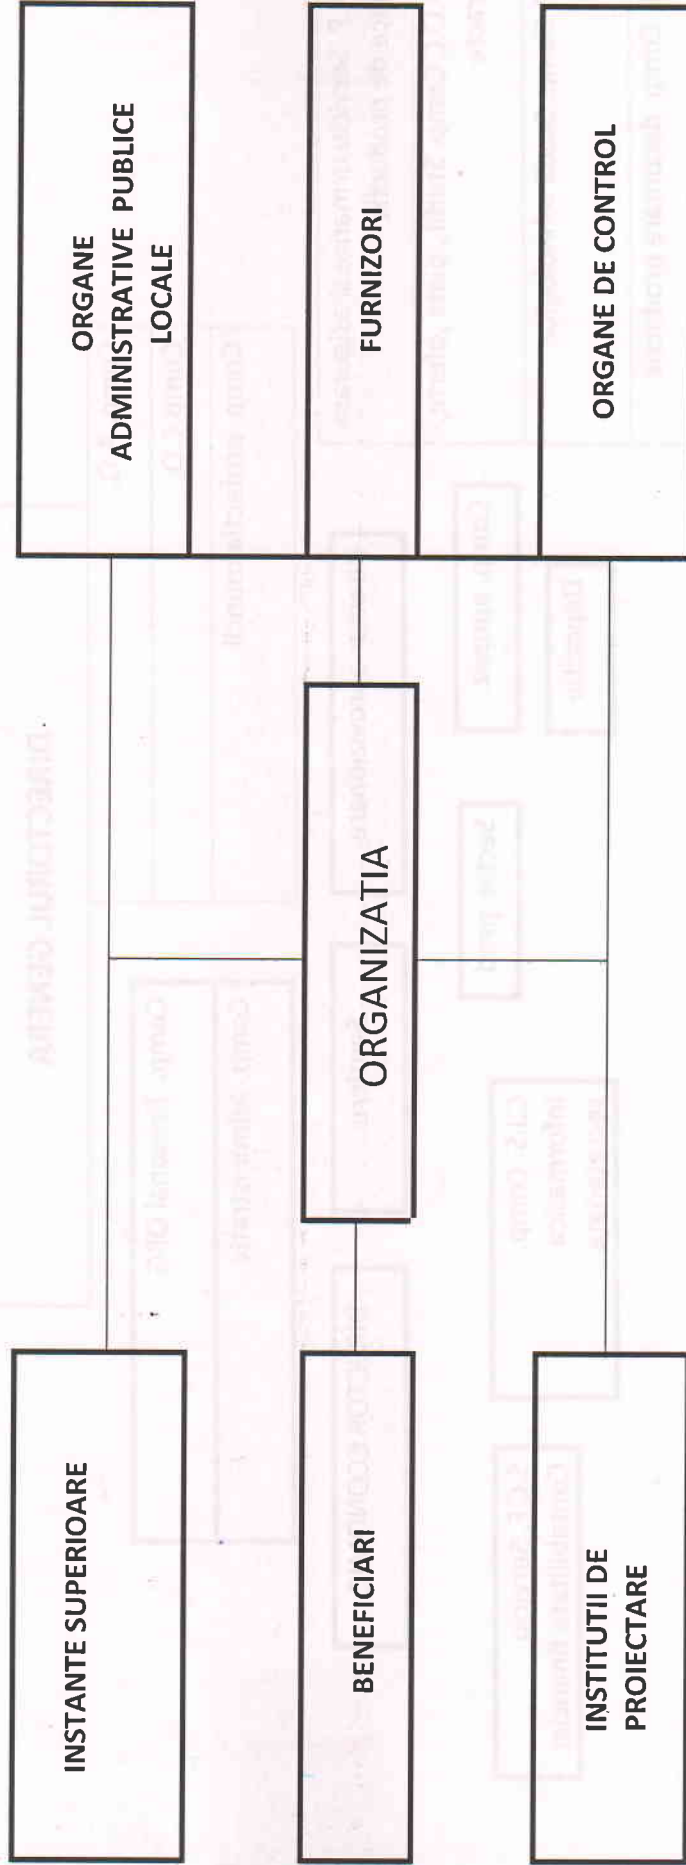 INSTANTE SUPERIOARE
ORGANE
ADMINISTRATIVE PUBLICE
LOCALE
BENEFICIARI
ORGANIZATIA
FURNIZORI
INSTITUTII DE
PROIECTARE
ORGANE DE CONTROL